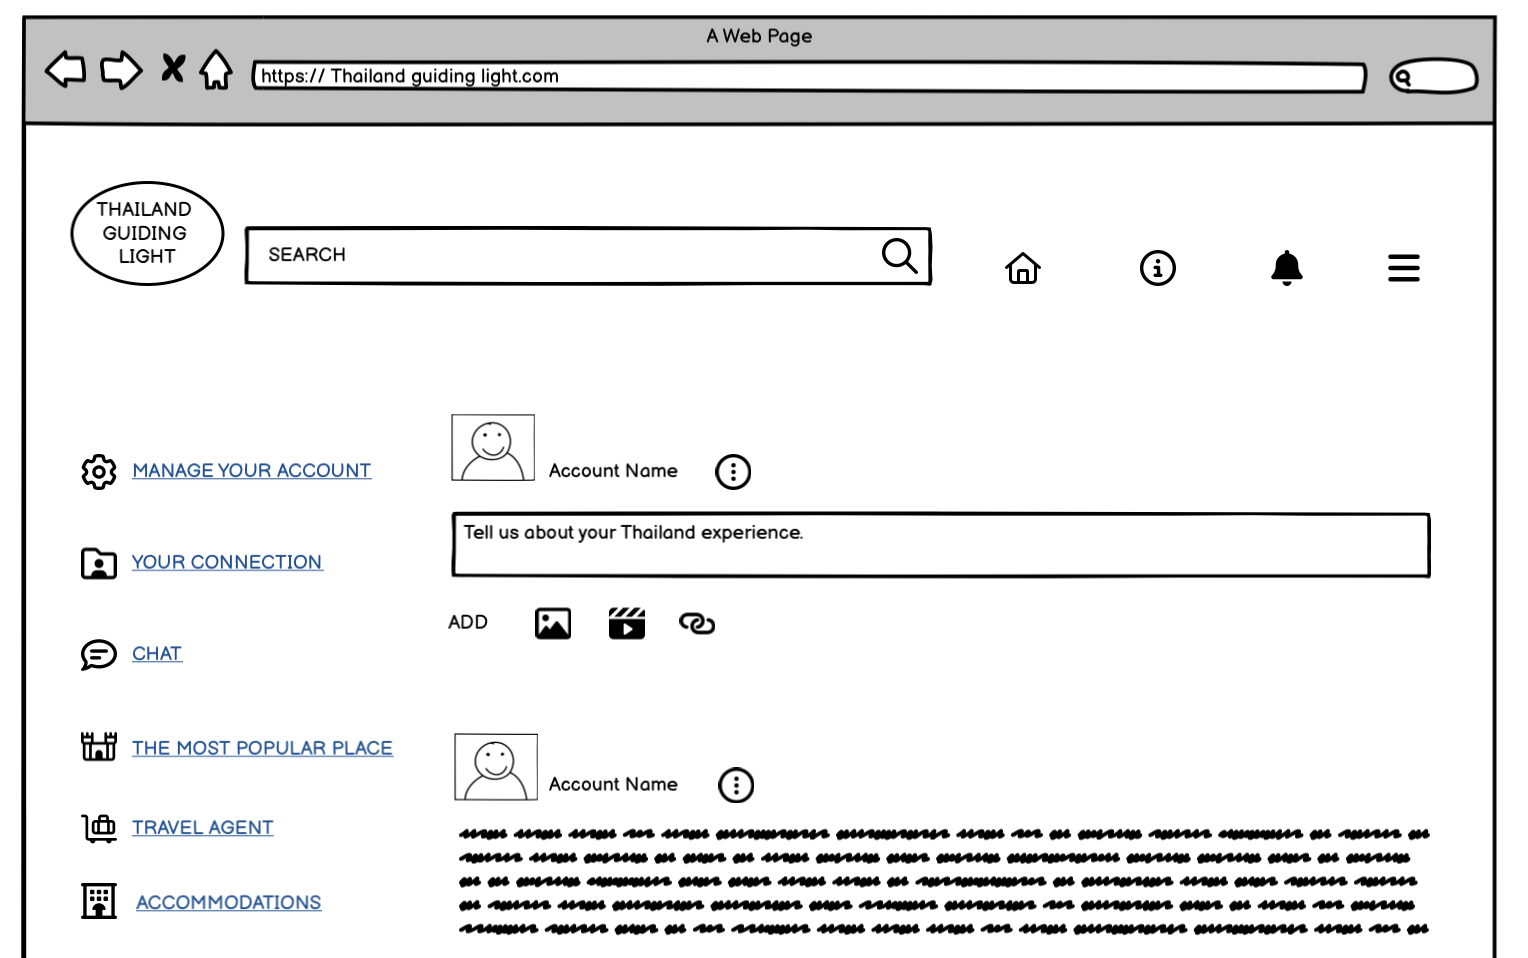 A Web Page
https:// Thailand guiding light.com
THAILAND
GUIDING
LIGHT
SEARCH
MANAGE YOUR ACCOUNT
YOUR CONNECTION
CHAT
THE MOST POPULAR PLACE
TRAVEL AGENT
ACCOMMODATIONS
Account Name
Tell us about your Thailand experience.
ADD
Account Name